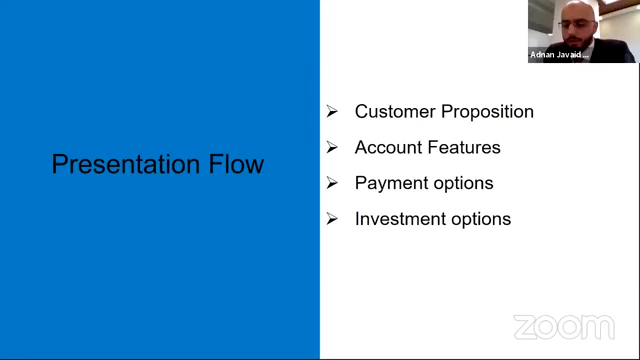 Adnan Javaid...
Presentation Flow
Customer Proposition
Account Features
Payment options
Investment options
zoom